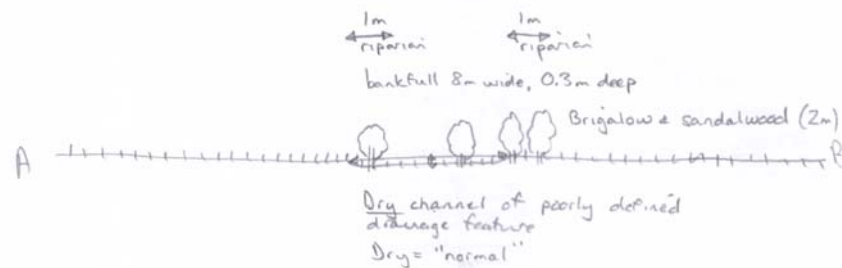 1m 1m
riparian riparian
bankfull 8m wide, 0.3m deep
Brigalow & sandalwood (2m)
A B
Dry channel of poorly defined
drainage feature
Dry = "normal"